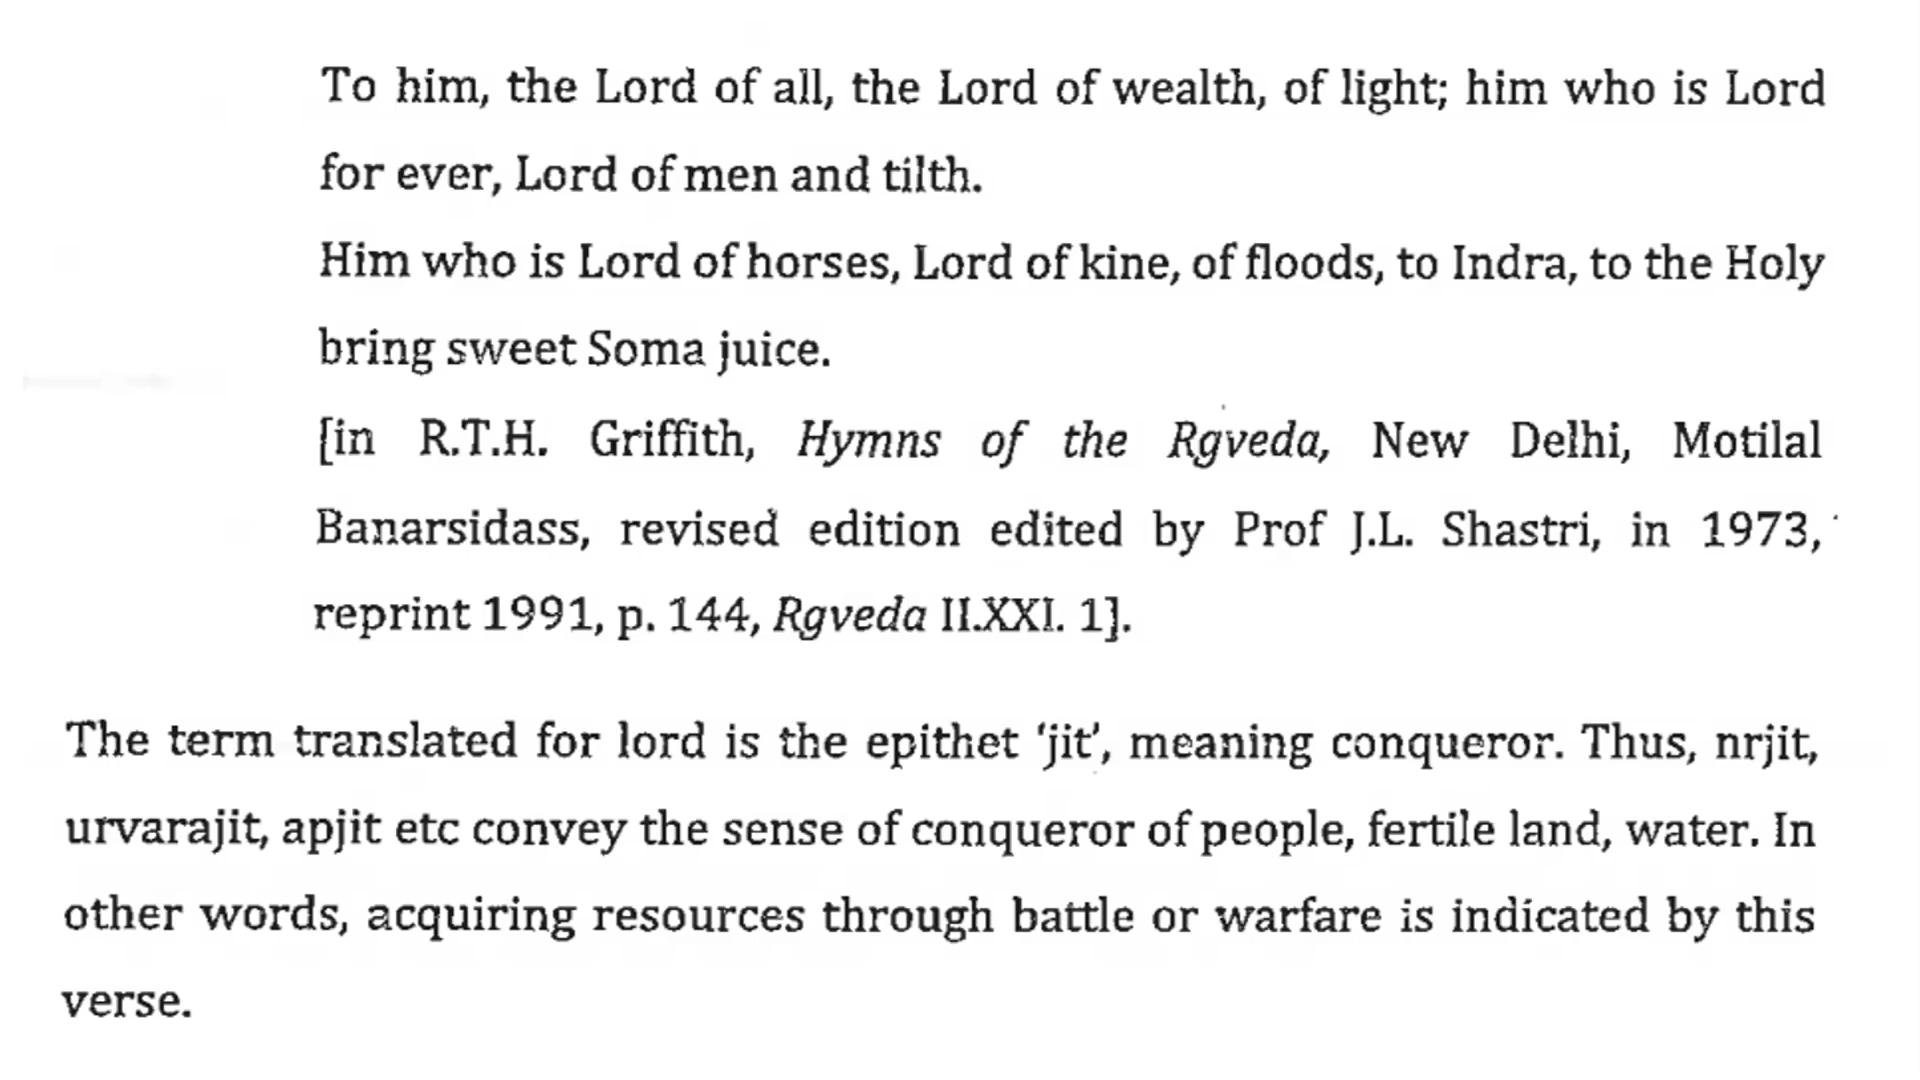 To him, the Lord of all, the Lord of wealth, of light; him who is Lord
for ever, Lord of men and tilth.
Him who is Lord of horses, Lord of kine, of floods, to Indra, to the Holy
bring sweet Soma juice.
[in R.T.H. Griffith, Hymns of the Rgveda, New Delhi, Motilal
Banarsidass, revised edition edited by Prof J.L. Shastri, in 1973,
reprint 1991, p. 144, Rgveda II.XXI. 1].
The term translated for lord is the epithet ‘jit’, meaning conqueror. Thus, nrjit,
urvarajit, apjit etc convey the sense of conqueror of people, fertile land, water. In
other words, acquiring resources through battle or warfare is indicated by this
verse.